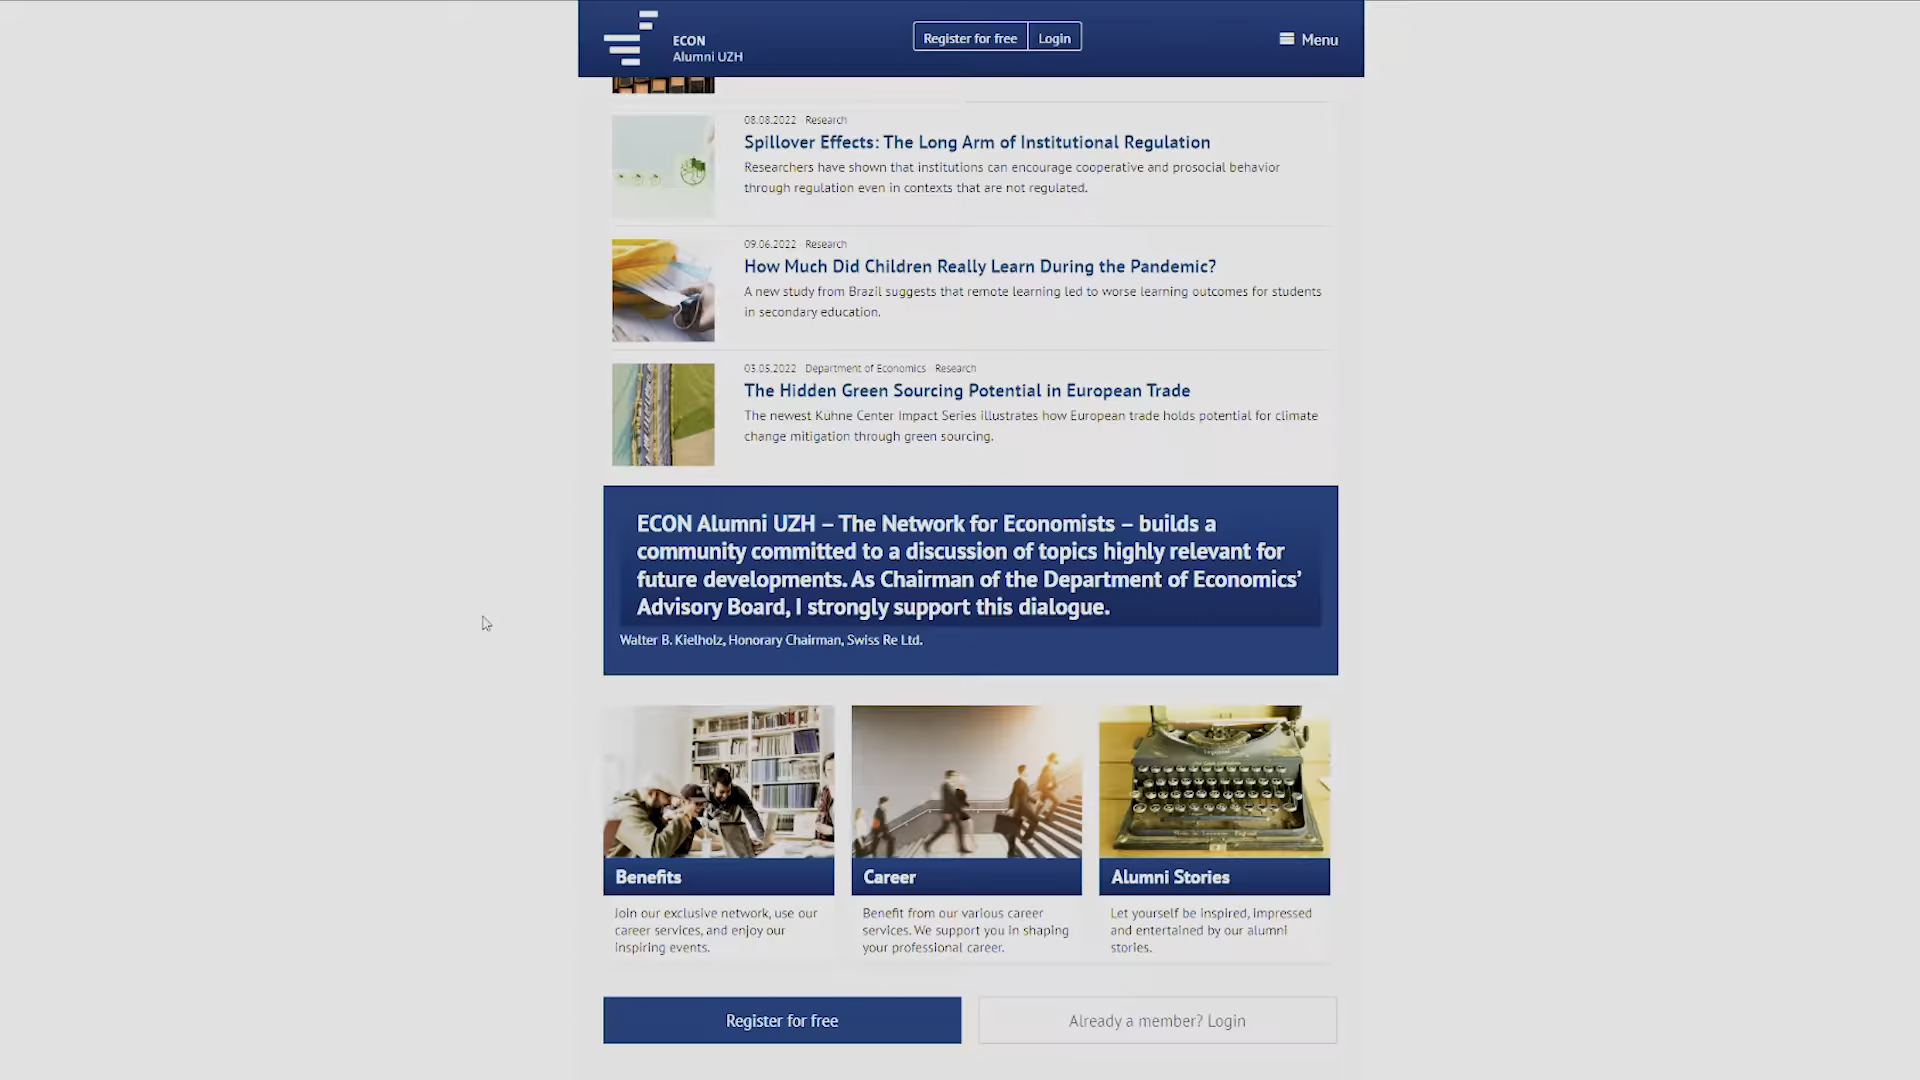 ECON
Alumni UZH
Register for free
Login
Menu
08.08.2022 Research
Spillover Effects: The Long Arm of Institutional Regulation
Researchers have shown that institutions can encourage cooperative and prosocial behavior
through regulation even in contexts that are not regulated.
09.06.2022 Research
How Much Did Children Really Learn During the Pandemic?
A new study from Brazil suggests that remote learning led to worse learning outcomes for students
in secondary education.
03.05.2022 Department of Economics Research
The Hidden Green Sourcing Potential in European Trade
The newest Kühne Center Impact Series illustrates how European trade holds potential for climate
change mitigation through green sourcing.
ECON Alumni UZH – The Network for Economists – builds a
community committed to a discussion of topics highly relevant for
future developments. As Chairman of the Department of Economics’
Advisory Board, I strongly support this dialogue.
Walter B. Kielholz, Honorary Chairman, Swiss Re Ltd.
Benefits
Join our exclusive network, use our
career services, and enjoy our
inspiring events.
Career
Benefit from our various career
services. We support you in shaping
your professional career.
Alumni Stories
Let yourself be inspired, impressed
and entertained by our alumni
stories.
Register for free
Already a member? Login